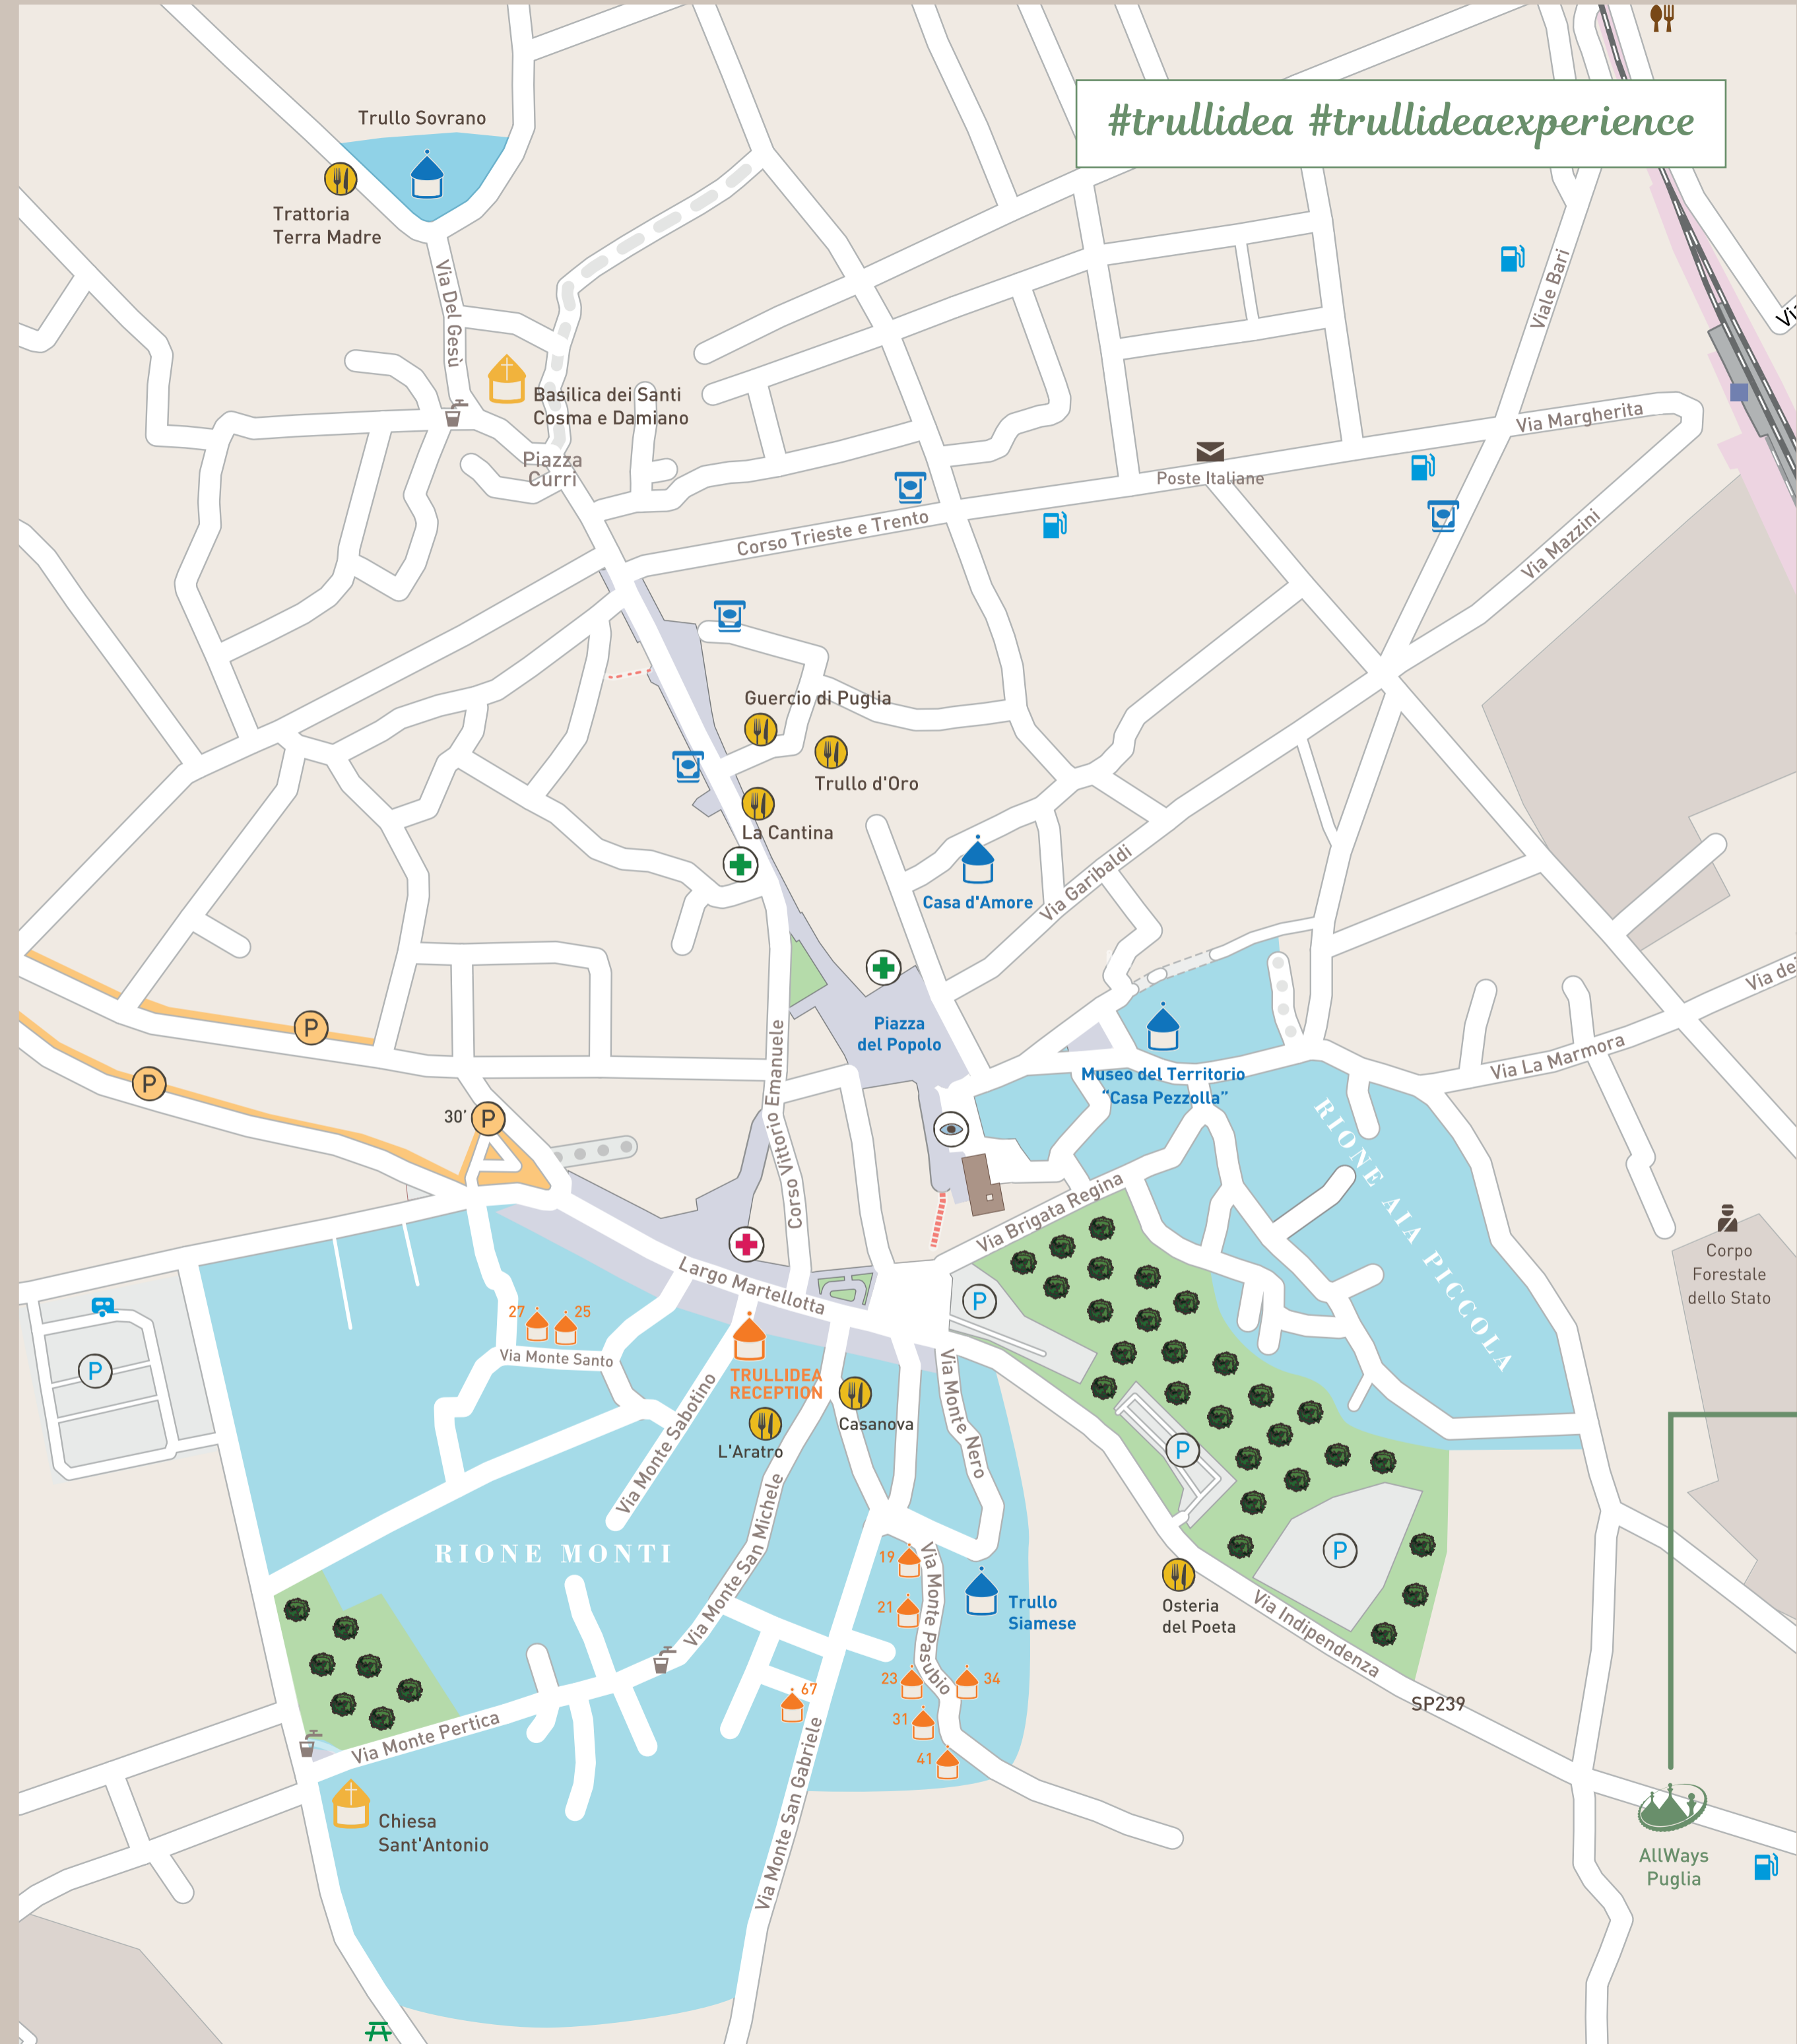 #trullidea #trullideaexperience
Trullo Sovrano
Trattoria
Terra Madre
Via Del Gesù
Basilica dei Santi
Cosma e Damiano
Piazza
Curri
Viale Bari
Via Margherita
Poste Italiane
Corso Trieste e Trento
Via Mazzini
Guercio di Puglia
Trullo d'Oro
La Cantina
Casa d'Amore
Via Garibaldi
Piazza
del Popolo
Museo del Territorio
“Casa Pezzolla”
Via La Marmora
P
P
30’
P
Corso Vittorio Emanuele
RIONE AIA PICCOLA
Via Brigata Regina
Corpo
Forestale
dello Stato
Largo Martellotta
P
P
27
25
Via Monte Santo
TRULLIDEA
RECEPTION
Casanova
L'Aratro
Via Monte Sabotino
Via Monte Nero
P
Via Monte San Michele
RIONE MONTI
19
Via Monte Pasubio
21
Trullo
Siamese
P
Osteria
del Poeta
Via Indipendenza
23
34
67
31
41
SP239
Via Monte Pertica
Via Monte San Gabriele
Chiesa
Sant'Antonio
AllWays
Puglia